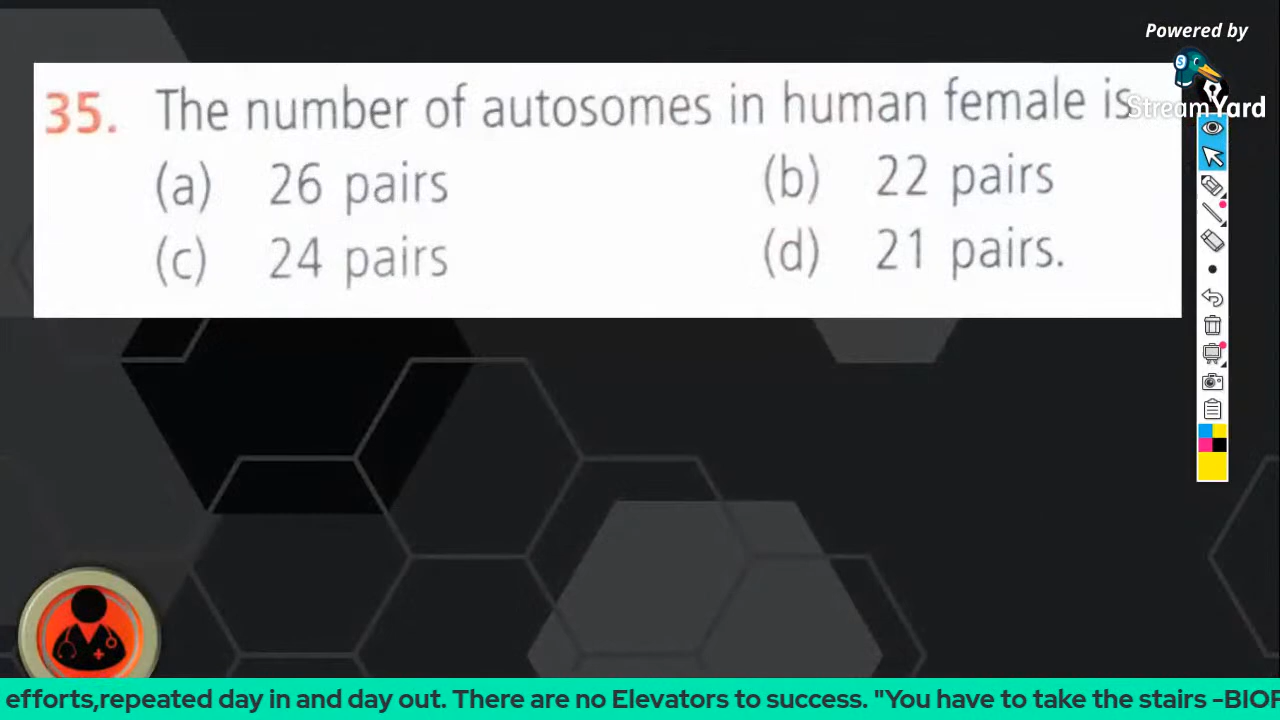 Powered by
StreamYard
35. The number of autosomes in human female is
(a) 26 pairs (b) 22 pairs
(c) 24 pairs (d) 21 pairs.
efforts,repeated day in and day out. There are no Elevators to success. "You have to take the stairs -BIOP